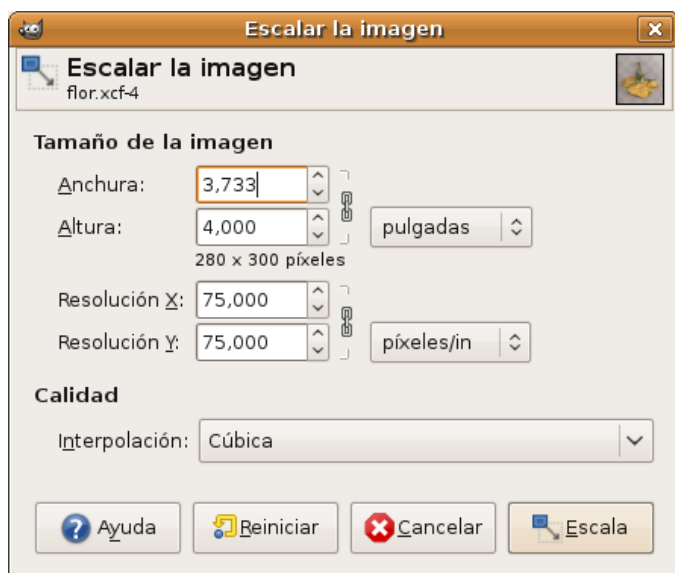 Escalar la imagen
Escalar la imagen
flor.xcf-4
Tamaño de la imagen
Anchura: 3,733
Altura: 4,000 pulgadas
280 x 300 píxeles
Resolución X: 75,000
Resolución Y: 75,000 píxeles/in
Calidad
Interpolación: Cúbica
Ayuda Reiniciar Cancelar Escala